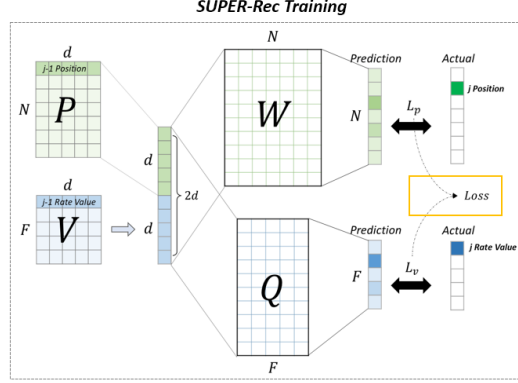 SUPER-Rec Training
d
j-1 Position
N
P
d
j-1 Rate Value
F
V
d
d
2d
N
W
Q
F
Prediction
N
L_p
Actual
j Position
Loss
Prediction
F
L_v
Actual
j Rate Value